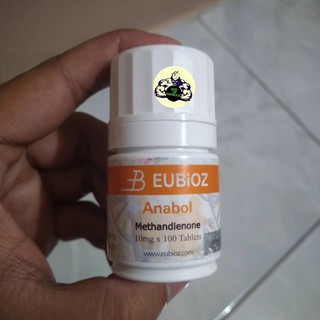 EUBiOZ
Anabol
Methandienone
10mg x 100 Tablets
www.eubioz.com